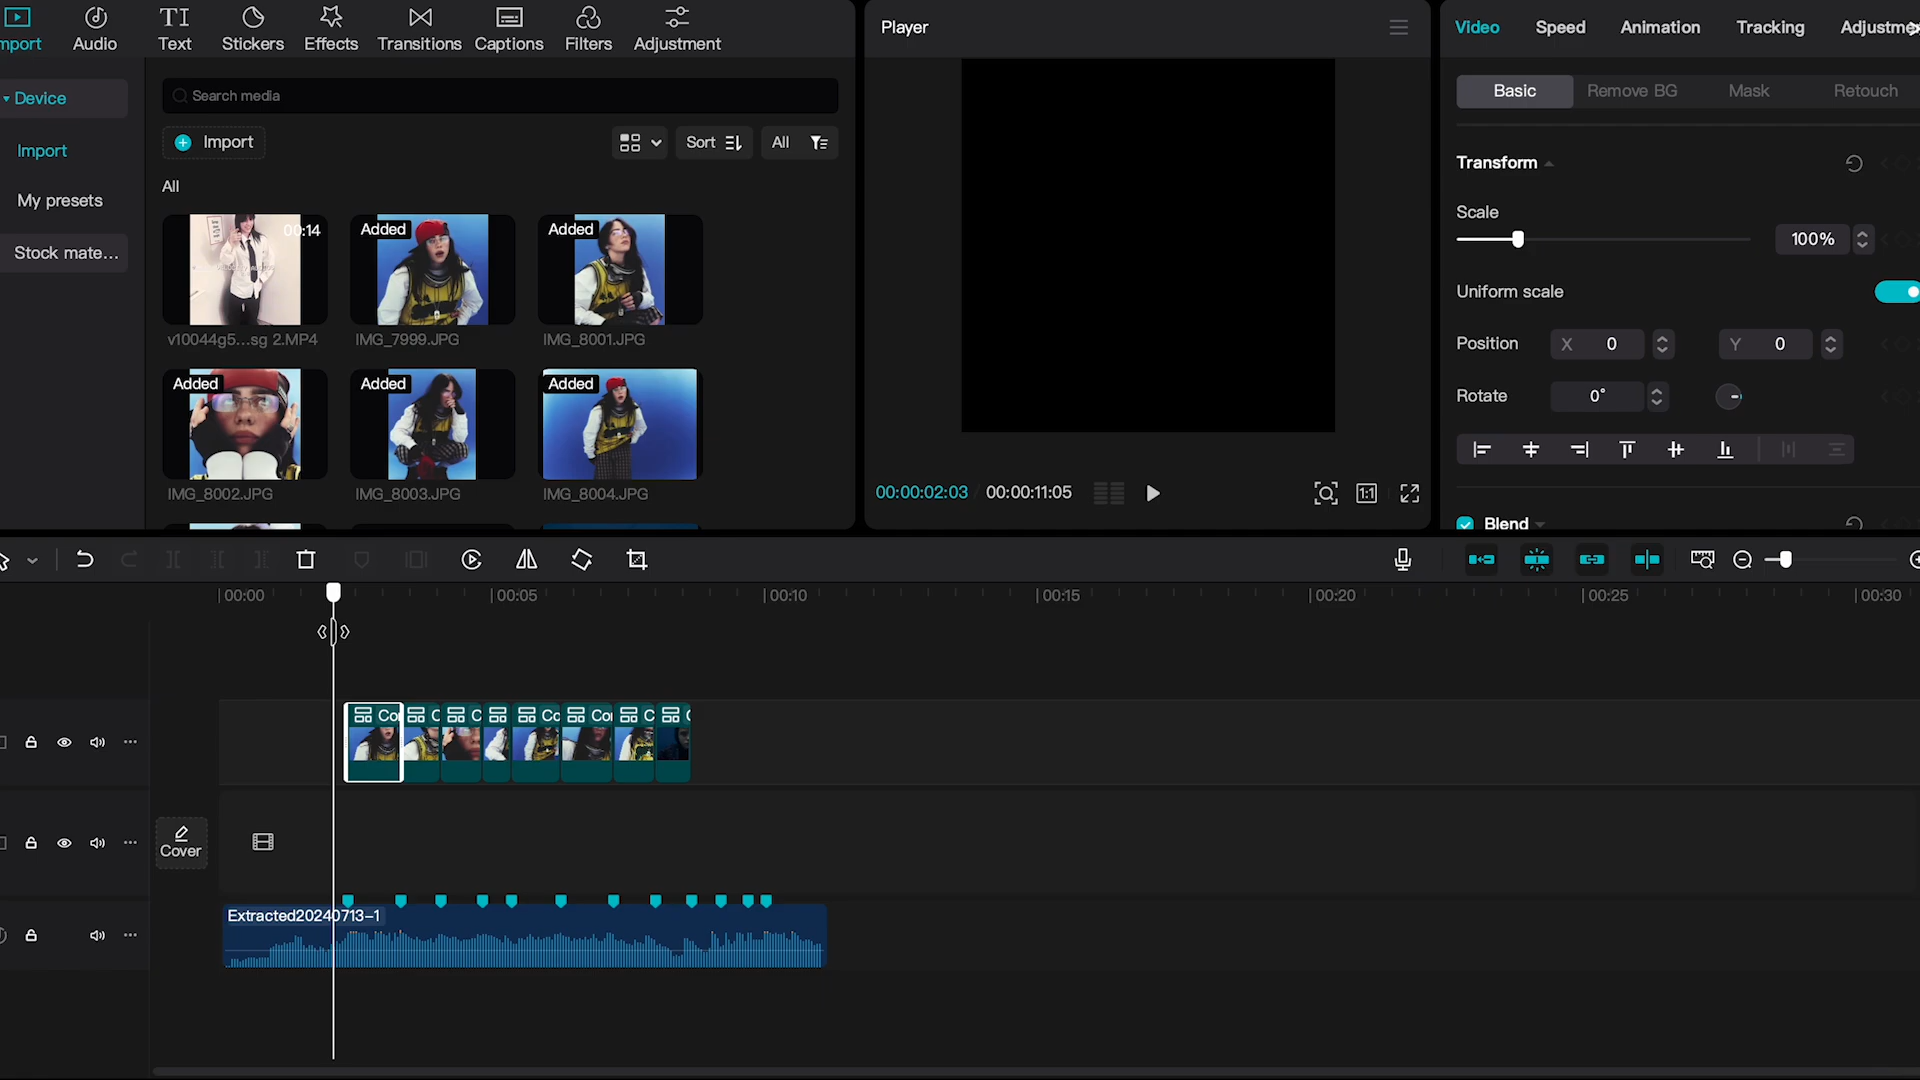 mport
Audio
Text
Stickers
Effects
Transitions
Captions
Filters
Adjustment
Player
Video
Speed
Animation
Tracking
Adjustme
Device
Import
My presets
Stock mate...
Search media
Import
Sort
All
All
00:14
v10044g5...sg 2.MP4
Added
IMG_7999.JPG
Added
IMG_8001.JPG
Added
IMG_8002.JPG
Added
IMG_8003.JPG
Added
IMG_8004.JPG
00:00:02:03
00:00:11:05
1:1
Basic
Remove BG
Mask
Retouch
Transform
Scale
100%
Uniform scale
Position
X 0
Y 0
Rotate
0°
Blend
00:00
00:05
00:10
00:15
00:20
00:25
00:30
Co
C
C
Co
Co
C
Cover
Extracted20240713-1